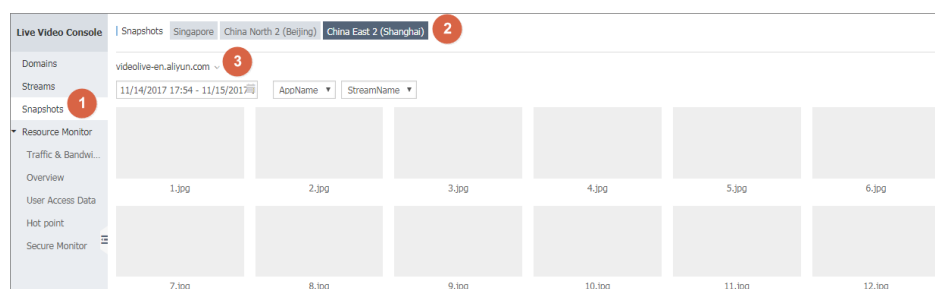 Live Video Console
Snapshots Singapore China North 2 (Beijing) China East 2 (Shanghai) 2
Domains
Streams
Snapshots 1
Resource Monitor
Traffic & Bandwi...
Overview
User Access Data
Hot point
Secure Monitor
videolive-en.aliyun.com 3
11/14/2017 17:54 - 11/15/2017 AppName StreamName
1.jpg 2.jpg 3.jpg 4.jpg 5.jpg 6.jpg
7.jpg 8.jpg 9.jpg 10.jpg 11.jpg 12.jpg